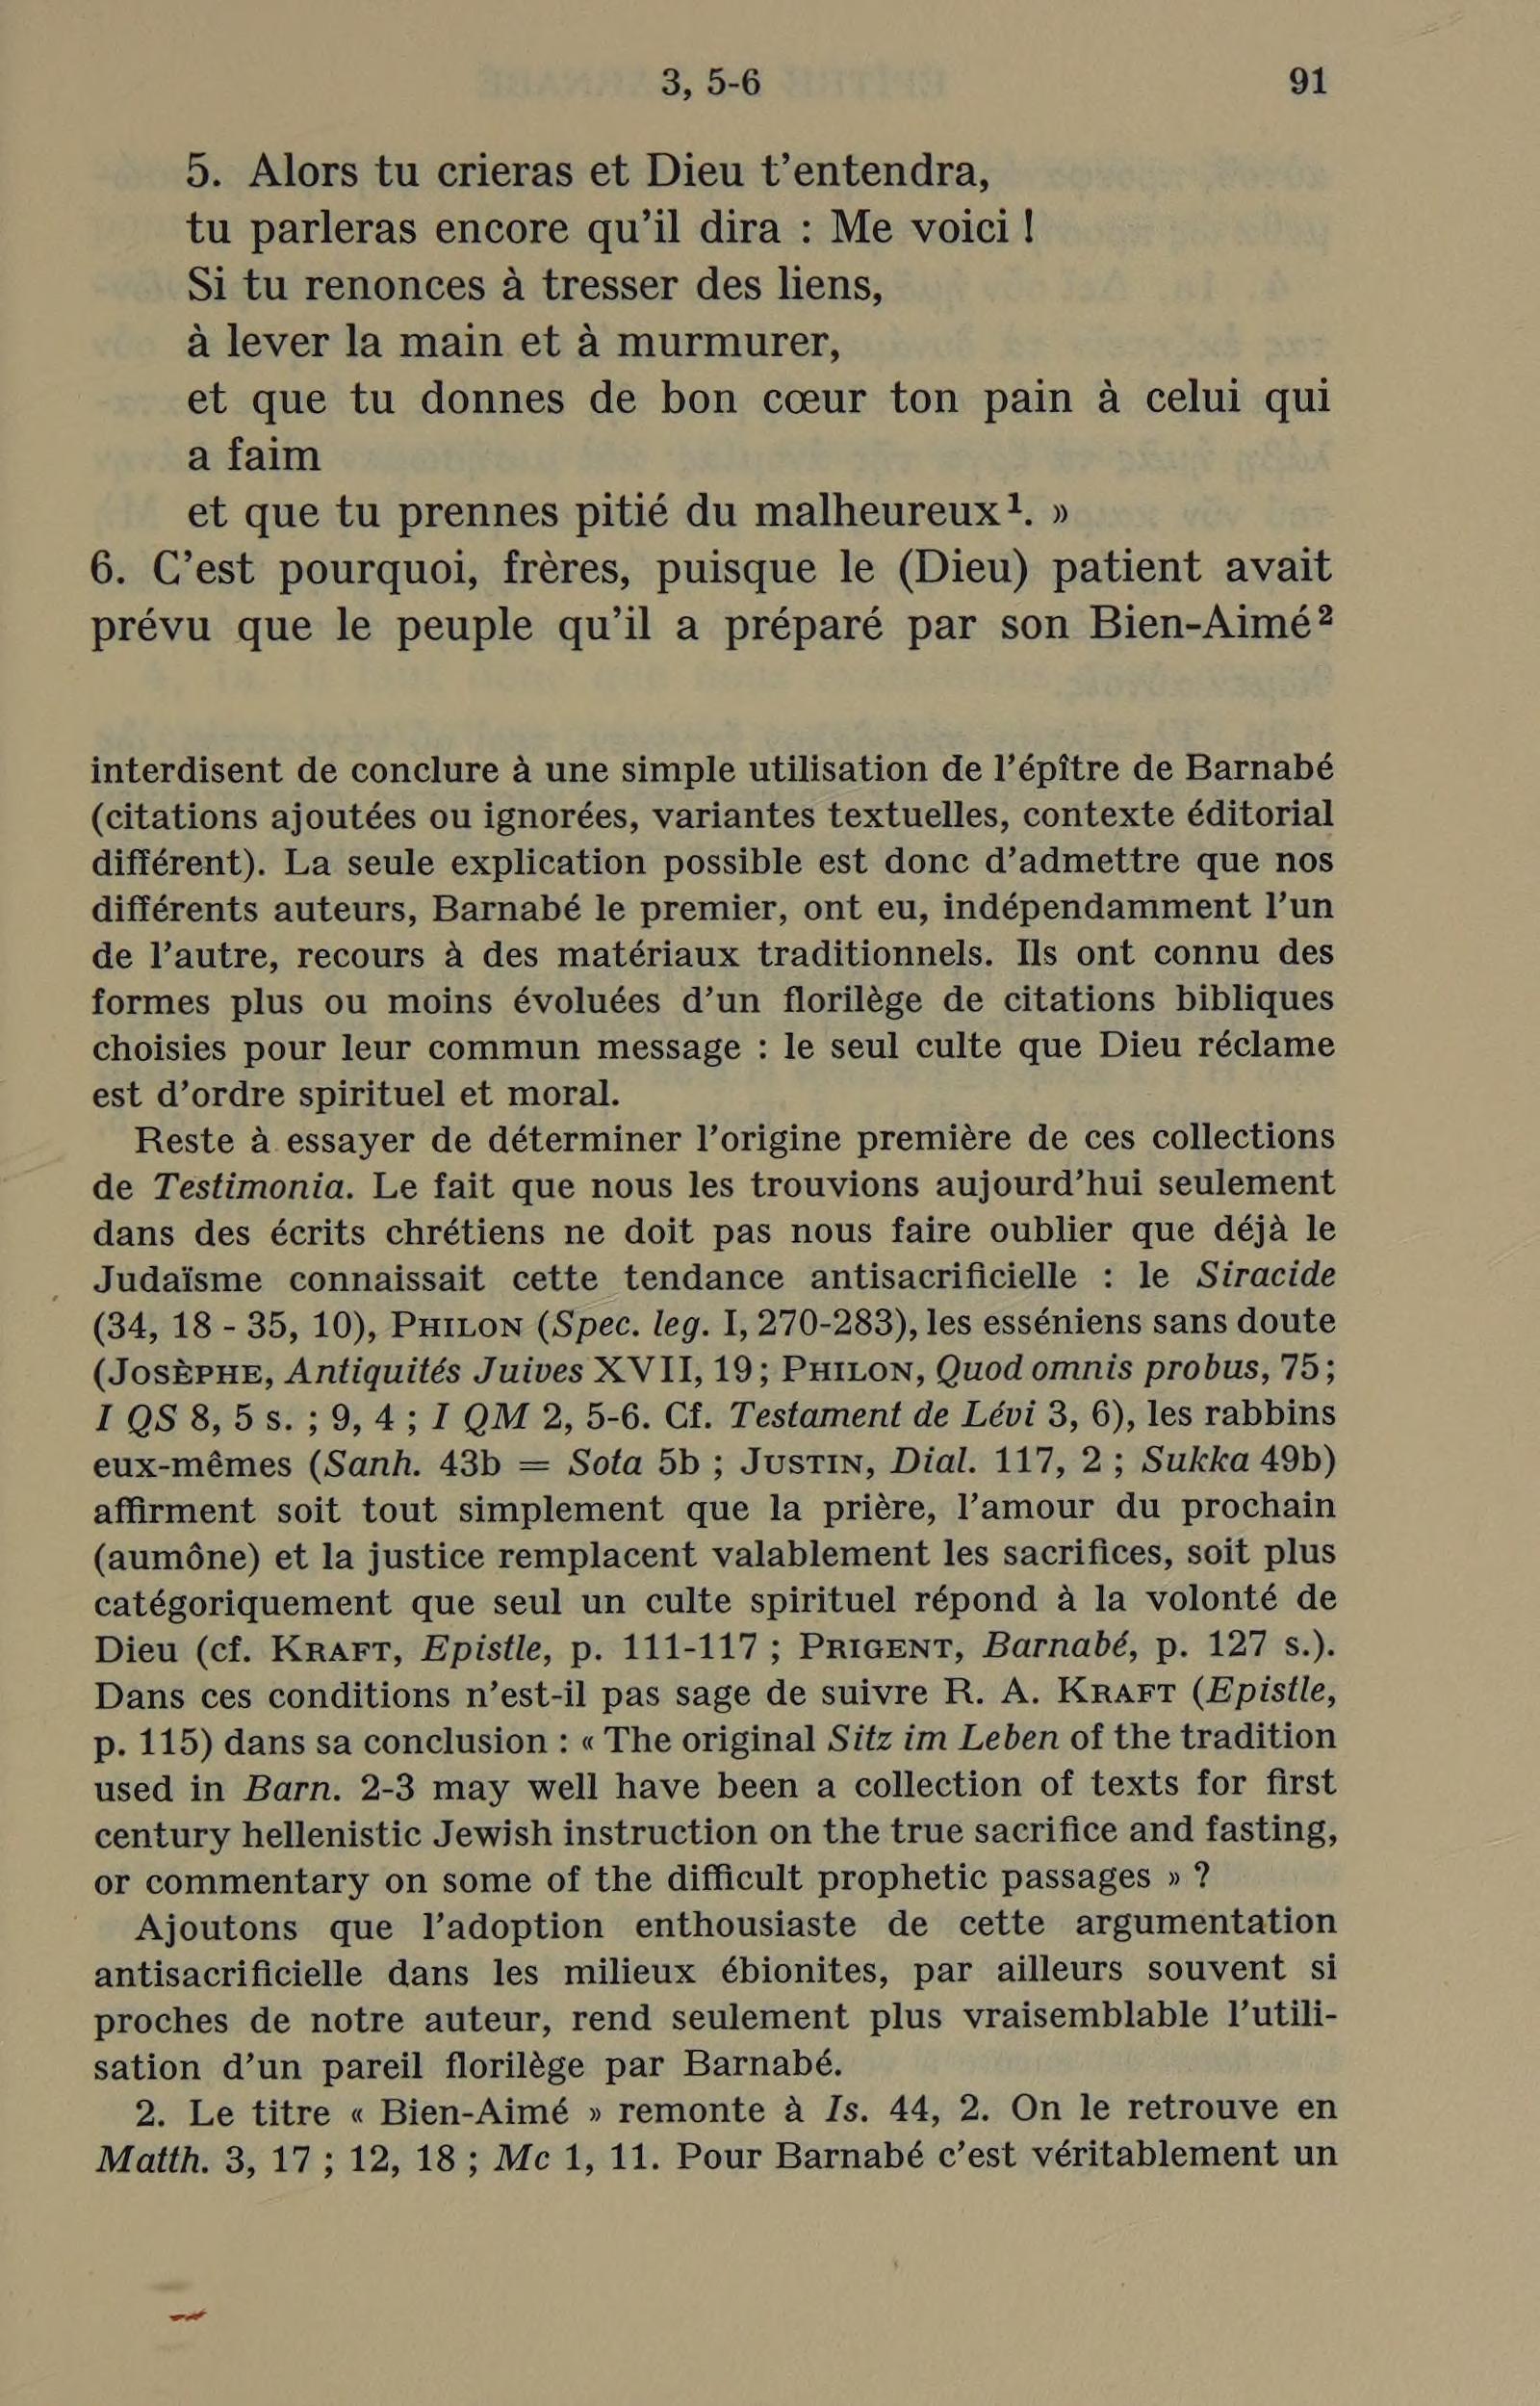 3, 5-6 91
5. Alors tu crieras et Dieu t’entendra,
tu parleras encore qu’il dira : Me voici !
Si tu renonces à tresser des liens,
à lever la main et à murmurer,
et que tu donnes de bon cœur ton pain à celui qui
a faim
et que tu prennes pitié du malheureux¹. »
6. C’est pourquoi, frères, puisque le (Dieu) patient avait
prévu que le peuple qu’il a préparé par son Bien-Aimé²
interdisent de conclure à une simple utilisation de l’épître de Barnabé
(citations ajoutées ou ignorées, variantes textuelles, contexte éditorial
différent). La seule explication possible est donc d’admettre que nos
différents auteurs, Barnabé le premier, ont eu, indépendamment l’un
de l’autre, recours à des matériaux traditionnels. Ils ont connu des
formes plus ou moins évoluées d’un florilège de citations bibliques
choisies pour leur commun message : le seul culte que Dieu réclame
est d’ordre spirituel et moral.
Reste à essayer de déterminer l’origine première de ces collections
de Testimonia. Le fait que nous les trouvions aujourd’hui seulement
dans des écrits chrétiens ne doit pas nous faire oublier que déjà le
Judaïsme connaissait cette tendance antisacrificielle : le Siracide
(34, 18 - 35, 10), PHILON (Spec. leg. I, 270-283), les esséniens sans doute
(JOSÈPHE, Antiquités Juives XVII, 19 ; PHILON, Quod omnis probus, 75 ;
I QS 8, 5 s. ; 9, 4 ; I QM 2, 5-6. Cf. Testament de Lévi 3, 6), les rabbins
eux-mêmes (Sanh. 43b = Sota 5b ; JUSTIN, Dial. 117, 2 ; Sukka 49b)
affirment soit tout simplement que la prière, l’amour du prochain
(aumône) et la justice remplacent valablement les sacrifices, soit plus
catégoriquement que seul un culte spirituel répond à la volonté de
Dieu (cf. KRAFT, Epistle, p. 111-117 ; PRIGENT, Barnabé, p. 127 s.).
Dans ces conditions n’est-il pas sage de suivre R. A. KRAFT (Epistle,
p. 115) dans sa conclusion : « The original Sitz im Leben of the tradition
used in Barn. 2-3 may well have been a collection of texts for first
century hellenistic Jewish instruction on the true sacrifice and fasting,
or commentary on some of the difficult prophetic passages » ?
Ajoutons que l’adoption enthousiaste de cette argumentation
antisacrificielle dans les milieux ébionites, par ailleurs souvent si
proches de notre auteur, rend seulement plus vraisemblable l’utili-
sation d’un pareil florilège par Barnabé.
2. Le titre « Bien-Aimé » remonte à Is. 44, 2. On le retrouve en
Matth. 3, 17 ; 12, 18 ; Mc 1, 11. Pour Barnabé c’est véritablement un